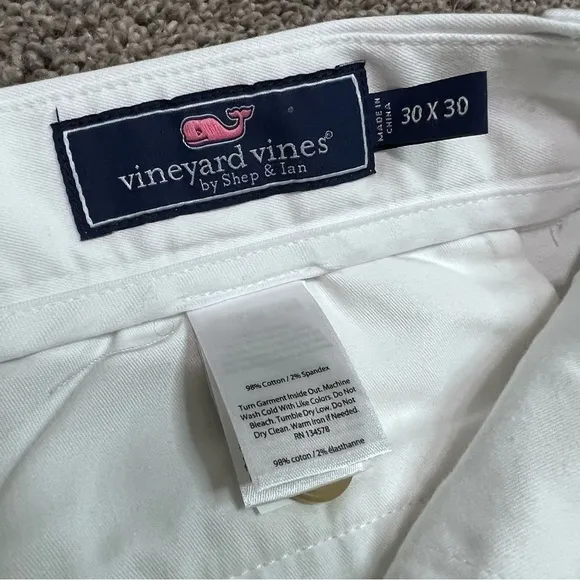 vineyard vines®
by Shep & Ian
MADE IN
CHINA
30 X 30
98% Cotton / 2% Spandex
Turn Garment Inside Out. Machine
Wash Cold With Like Colors. Do Not
Bleach. Tumble Dry Low. Do Not
Dry Clean. Warm Iron If Needed.
RN 134578
98% coton / 2% élasthanne